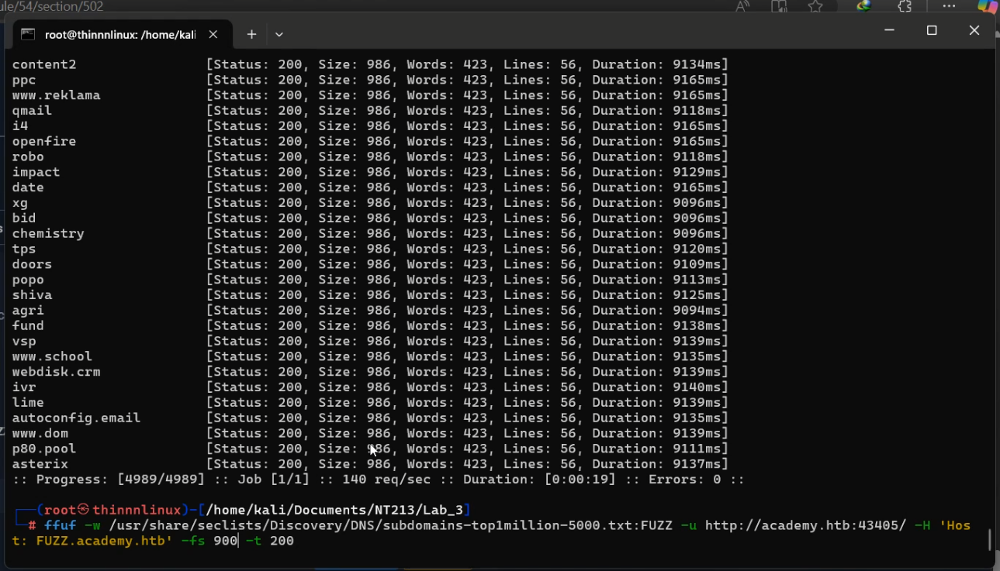 ule/54/section/502
root@thinnnlinux: /home/kali
content2 [Status: 200, Size: 986, Words: 423, Lines: 56, Duration: 9134ms]
ppc [Status: 200, Size: 986, Words: 423, Lines: 56, Duration: 9165ms]
www.reklama [Status: 200, Size: 986, Words: 423, Lines: 56, Duration: 9165ms]
qmail [Status: 200, Size: 986, Words: 423, Lines: 56, Duration: 9118ms]
i4 [Status: 200, Size: 986, Words: 423, Lines: 56, Duration: 9165ms]
openfire [Status: 200, Size: 986, Words: 423, Lines: 56, Duration: 9165ms]
robo [Status: 200, Size: 986, Words: 423, Lines: 56, Duration: 9118ms]
impact [Status: 200, Size: 986, Words: 423, Lines: 56, Duration: 9129ms]
date [Status: 200, Size: 986, Words: 423, Lines: 56, Duration: 9165ms]
xg [Status: 200, Size: 986, Words: 423, Lines: 56, Duration: 9096ms]
bid [Status: 200, Size: 986, Words: 423, Lines: 56, Duration: 9096ms]
chemistry [Status: 200, Size: 986, Words: 423, Lines: 56, Duration: 9096ms]
tps [Status: 200, Size: 986, Words: 423, Lines: 56, Duration: 9120ms]
doors [Status: 200, Size: 986, Words: 423, Lines: 56, Duration: 9109ms]
popo [Status: 200, Size: 986, Words: 423, Lines: 56, Duration: 9113ms]
shiva [Status: 200, Size: 986, Words: 423, Lines: 56, Duration: 9125ms]
agri [Status: 200, Size: 986, Words: 423, Lines: 56, Duration: 9094ms]
fund [Status: 200, Size: 986, Words: 423, Lines: 56, Duration: 9138ms]
vsp [Status: 200, Size: 986, Words: 423, Lines: 56, Duration: 9139ms]
www.school [Status: 200, Size: 986, Words: 423, Lines: 56, Duration: 9135ms]
webdisk.crm [Status: 200, Size: 986, Words: 423, Lines: 56, Duration: 9139ms]
ivr [Status: 200, Size: 986, Words: 423, Lines: 56, Duration: 9140ms]
lime [Status: 200, Size: 986, Words: 423, Lines: 56, Duration: 9139ms]
autoconfig.email [Status: 200, Size: 986, Words: 423, Lines: 56, Duration: 9135ms]
www.dom [Status: 200, Size: 986, Words: 423, Lines: 56, Duration: 9139ms]
p80.pool [Status: 200, Size: 986, Words: 423, Lines: 56, Duration: 9111ms]
asterix [Status: 200, Size: 986, Words: 423, Lines: 56, Duration: 9137ms]
:: Progress: [4989/4989] :: Job [1/1] :: 140 req/sec :: Duration: [0:00:19] :: Errors: 0 ::
┌──(root㉿thinnnlinux)-[/home/kali/Documents/NT213/Lab_3]
└─# ffuf -w /usr/share/seclists/Discovery/DNS/subdomains-top1million-5000.txt:FUZZ -u http://academy.htb:43405/ -H 'Hos
t: FUZZ.academy.htb' -fs 900 -t 200